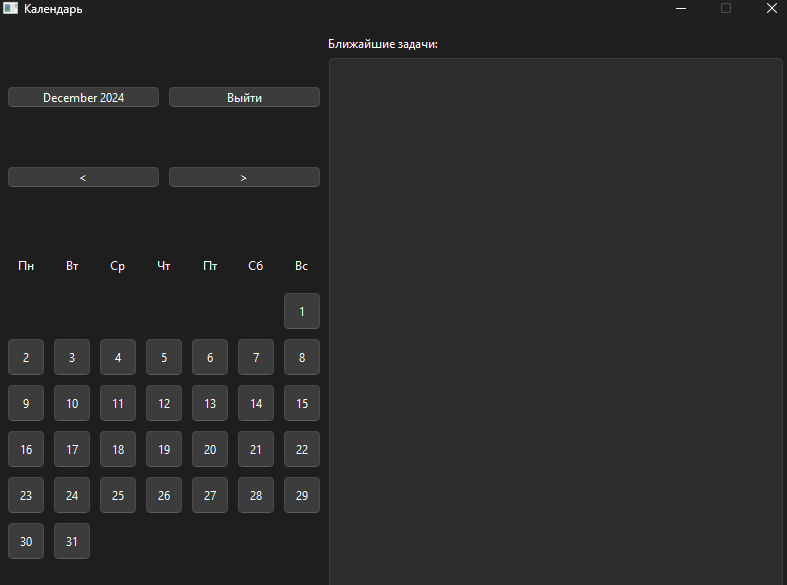 Календарь
Ближайшие задачи:
December 2024 Выйти
< >
Пн Вт Ср Чт Пт Сб Вс
1
2 3 4 5 6 7 8
9 10 11 12 13 14 15
16 17 18 19 20 21 22
23 24 25 26 27 28 29
30 31